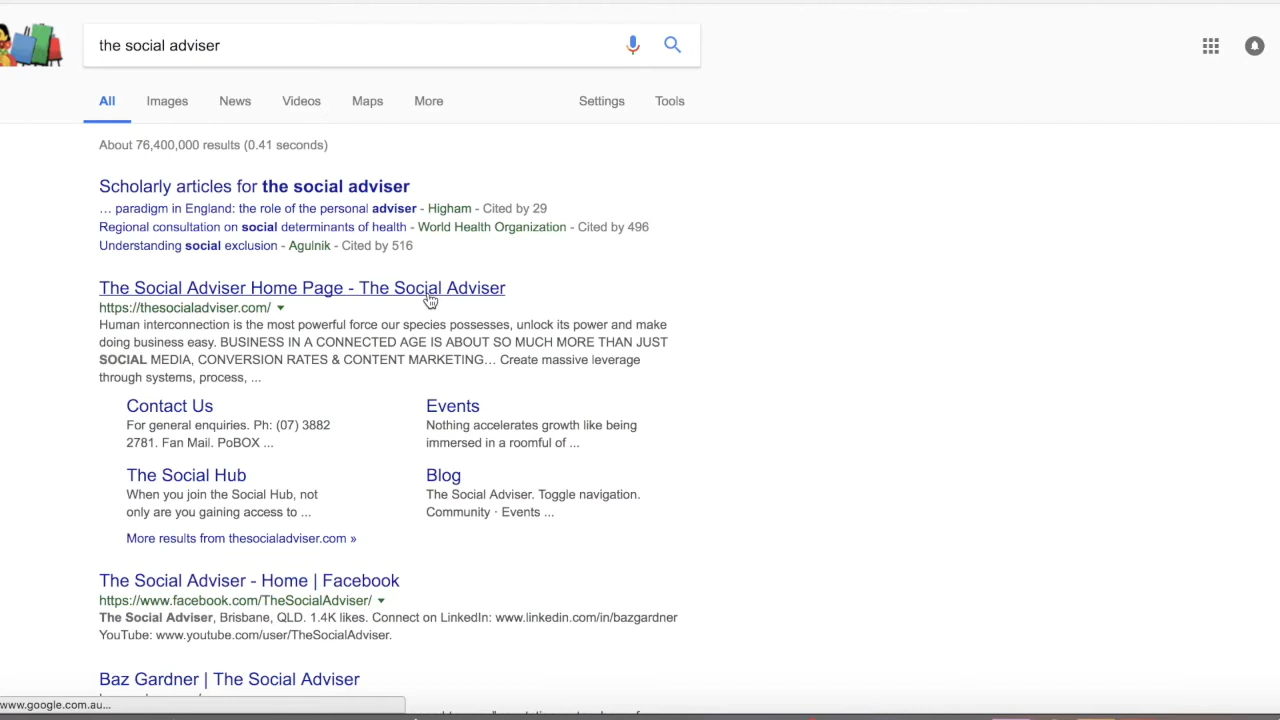 the social adviser
All Images News Videos Maps More Settings Tools
About 76,400,000 results (0.41 seconds)
Scholarly articles for the social adviser
… paradigm in England: the role of the personal adviser - Higham - Cited by 29
Regional consultation on social determinants of health - World Health Organization - Cited by 496
Understanding social exclusion - Agulnik - Cited by 516
The Social Adviser Home Page - The Social Adviser
https://thesocialadviser.com/
Human interconnection is the most powerful force our species possesses, unlock its power and make
doing business easy. BUSINESS IN A CONNECTED AGE IS ABOUT SO MUCH MORE THAN JUST
SOCIAL MEDIA, CONVERSION RATES & CONTENT MARKETING… Create massive leverage
through systems, process, ...
Contact Us
For general enquiries. Ph: (07) 3882
2781. Fan Mail. PoBOX ...
Events
Nothing accelerates growth like being
immersed in a roomful of ...
The Social Hub
When you join the Social Hub, not
only are you gaining access to ...
Blog
The Social Adviser. Toggle navigation.
Community · Events ...
More results from thesocialadviser.com »
The Social Adviser - Home | Facebook
https://www.facebook.com/TheSocialAdviser/
The Social Adviser, Brisbane, QLD. 1.4K likes. Connect on LinkedIn: www.linkedin.com/in/bazgardner
YouTube: www.youtube.com/user/TheSocialAdviser.
Baz Gardner | The Social Adviser
www.google.com.au...